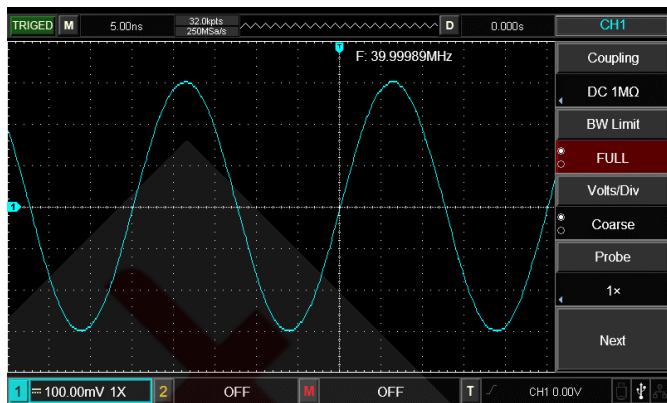 TRIGED M 5.00ns 32.0kpts D 0.000s CH1
250MSa/s
T
F: 39.99989MHz
Coupling
DC 1MΩ
BW Limit
FULL
Volts/Div
1
Coarse
Probe
1×
Next
1 100.00mV 1X 2 OFF M OFF T CH1 0.00V